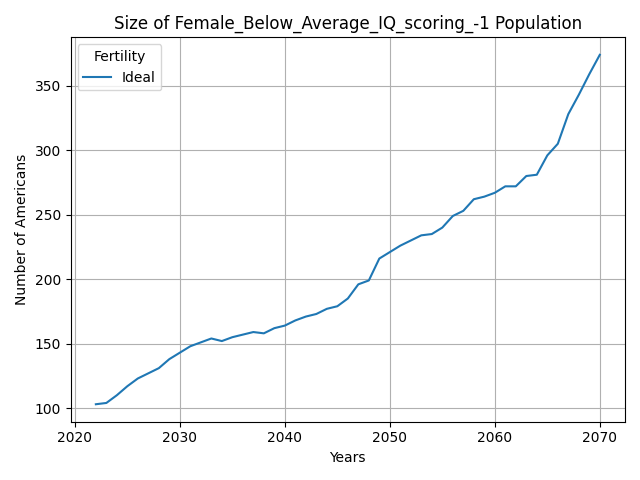 Size of Female_Below_Average_IQ_scoring_-1 Population
Fertility
Ideal
Number of Americans
350
300
250
200
150
100
2020 2030 2040 2050 2060 2070
Years